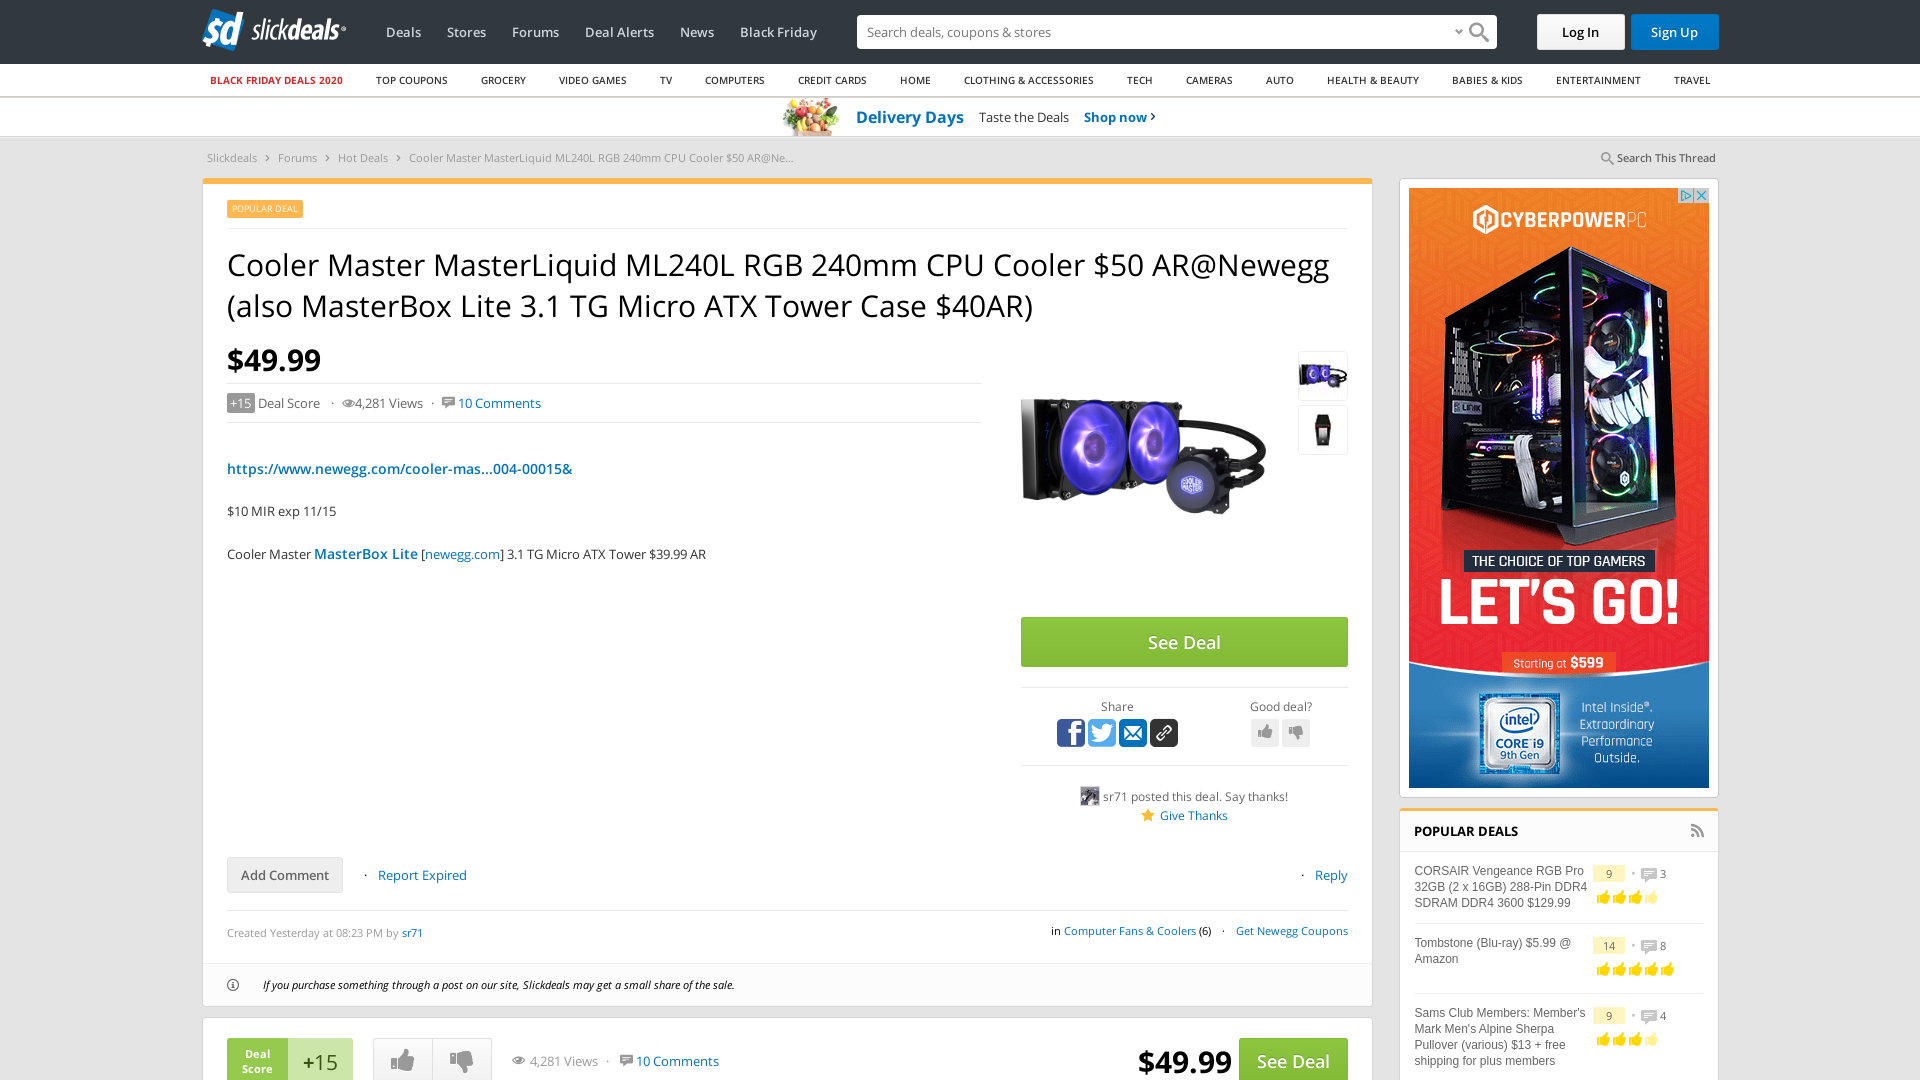 sd slickdeals
Deals
Stores
Forums
Deal Alerts
News
Black Friday
Search deals, coupons & stores
Log In
Sign Up
BLACK FRIDAY DEALS 2020
TOP COUPONS
GROCERY
VIDEO GAMES
TV
COMPUTERS
CREDIT CARDS
HOME
CLOTHING & ACCESSORIES
TECH
CAMERAS
AUTO
HEALTH & BEAUTY
BABIES & KIDS
ENTERTAINMENT
TRAVEL
Delivery Days Taste the Deals Shop now ›
Slickdeals › Forums › Hot Deals › Cooler Master MasterLiquid ML240L RGB 240mm CPU Cooler $50 AR@Ne...
Search This Thread
POPULAR DEAL
Cooler Master MasterLiquid ML240L RGB 240mm CPU Cooler $50 AR@Newegg
(also MasterBox Lite 3.1 TG Micro ATX Tower Case $40AR)
$49.99
+15 Deal Score · 4,281 Views · 10 Comments
https://www.newegg.com/cooler-mas...004-00015&
$10 MIR exp 11/15
Cooler Master MasterBox Lite [newegg.com] 3.1 TG Micro ATX Tower $39.99 AR
See Deal
Share
Good deal?
sr71 posted this deal. Say thanks!
Give Thanks
Add Comment
· Report Expired
· Reply
Created Yesterday at 08:23 PM by sr71
in Computer Fans & Coolers (6) · Get Newegg Coupons
If you purchase something through a post on our site, Slickdeals may get a small share of the sale.
Deal
Score
+15
4,281 Views · 10 Comments
$49.99
See Deal
CYBERPOWERPC
THE CHOICE OF TOP GAMERS
LET'S GO!
Starting at $599
intel
CORE i9
9th Gen
Intel Inside®.
Extraordinary
Performance
Outside.
POPULAR DEALS
CORSAIR Vengeance RGB Pro
32GB (2 x 16GB) 288-Pin DDR4
SDRAM DDR4 3600 $129.99
9 • 3
Tombstone (Blu-ray) $5.99 @
Amazon
14 • 8
Sams Club Members: Member's
Mark Men's Alpine Sherpa
Pullover (various) $13 + free
shipping for plus members
9 • 4